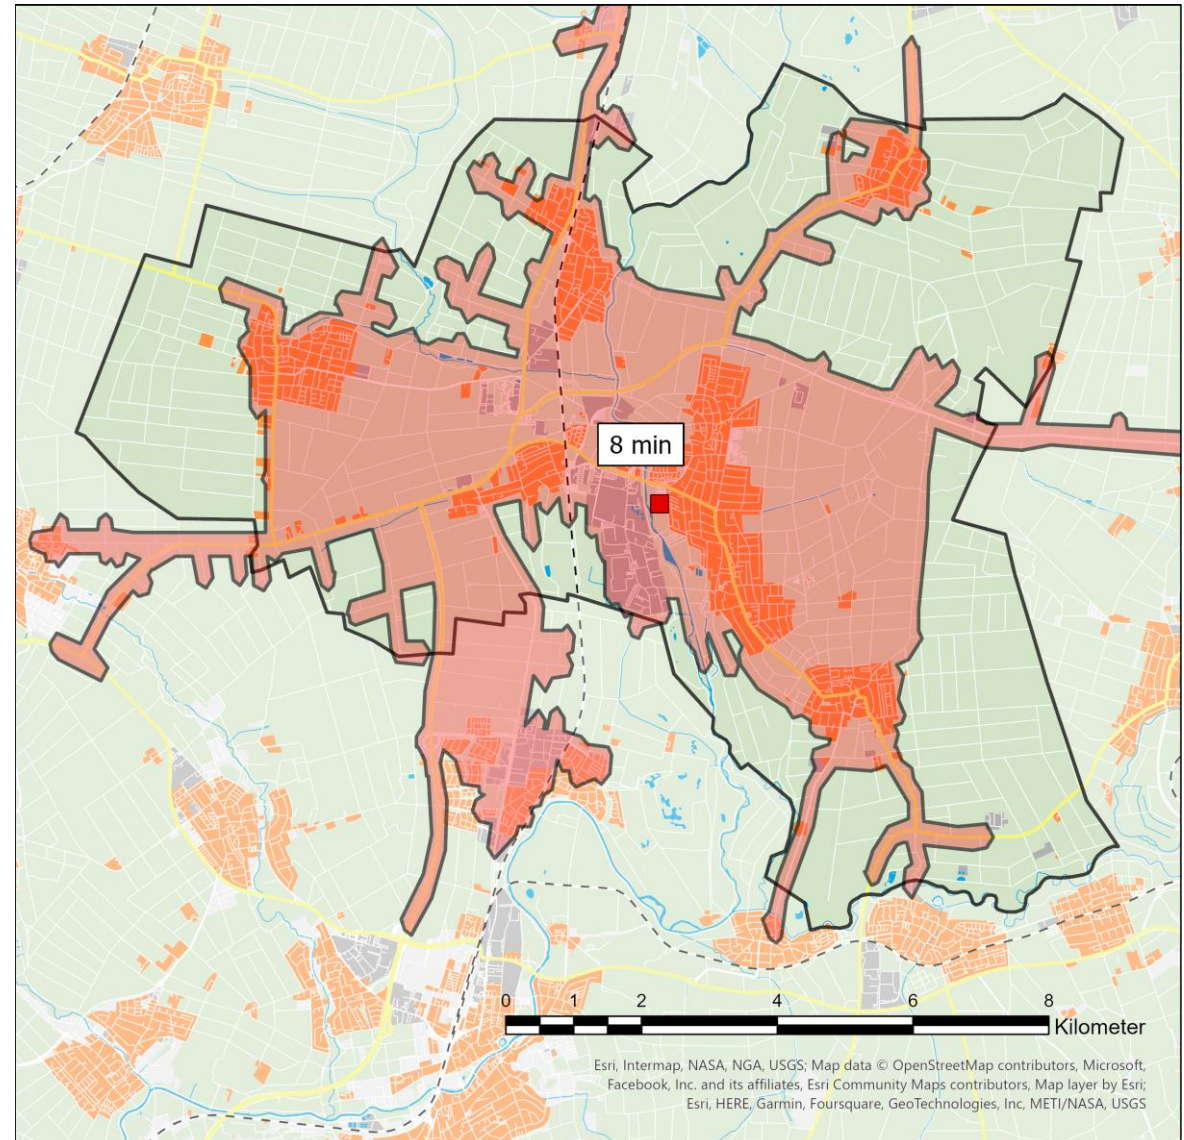 8 min
0 1 2 4 6 8
Kilometer
Esri, Intermap, NASA, NGA, USGS; Map data © OpenStreetMap contributors, Microsoft,
Facebook, Inc. and its affiliates, Esri Community Maps contributors, Map layer by Esri;
Esri, HERE, Garmin, Foursquare, GeoTechnologies, Inc, METI/NASA, USGS